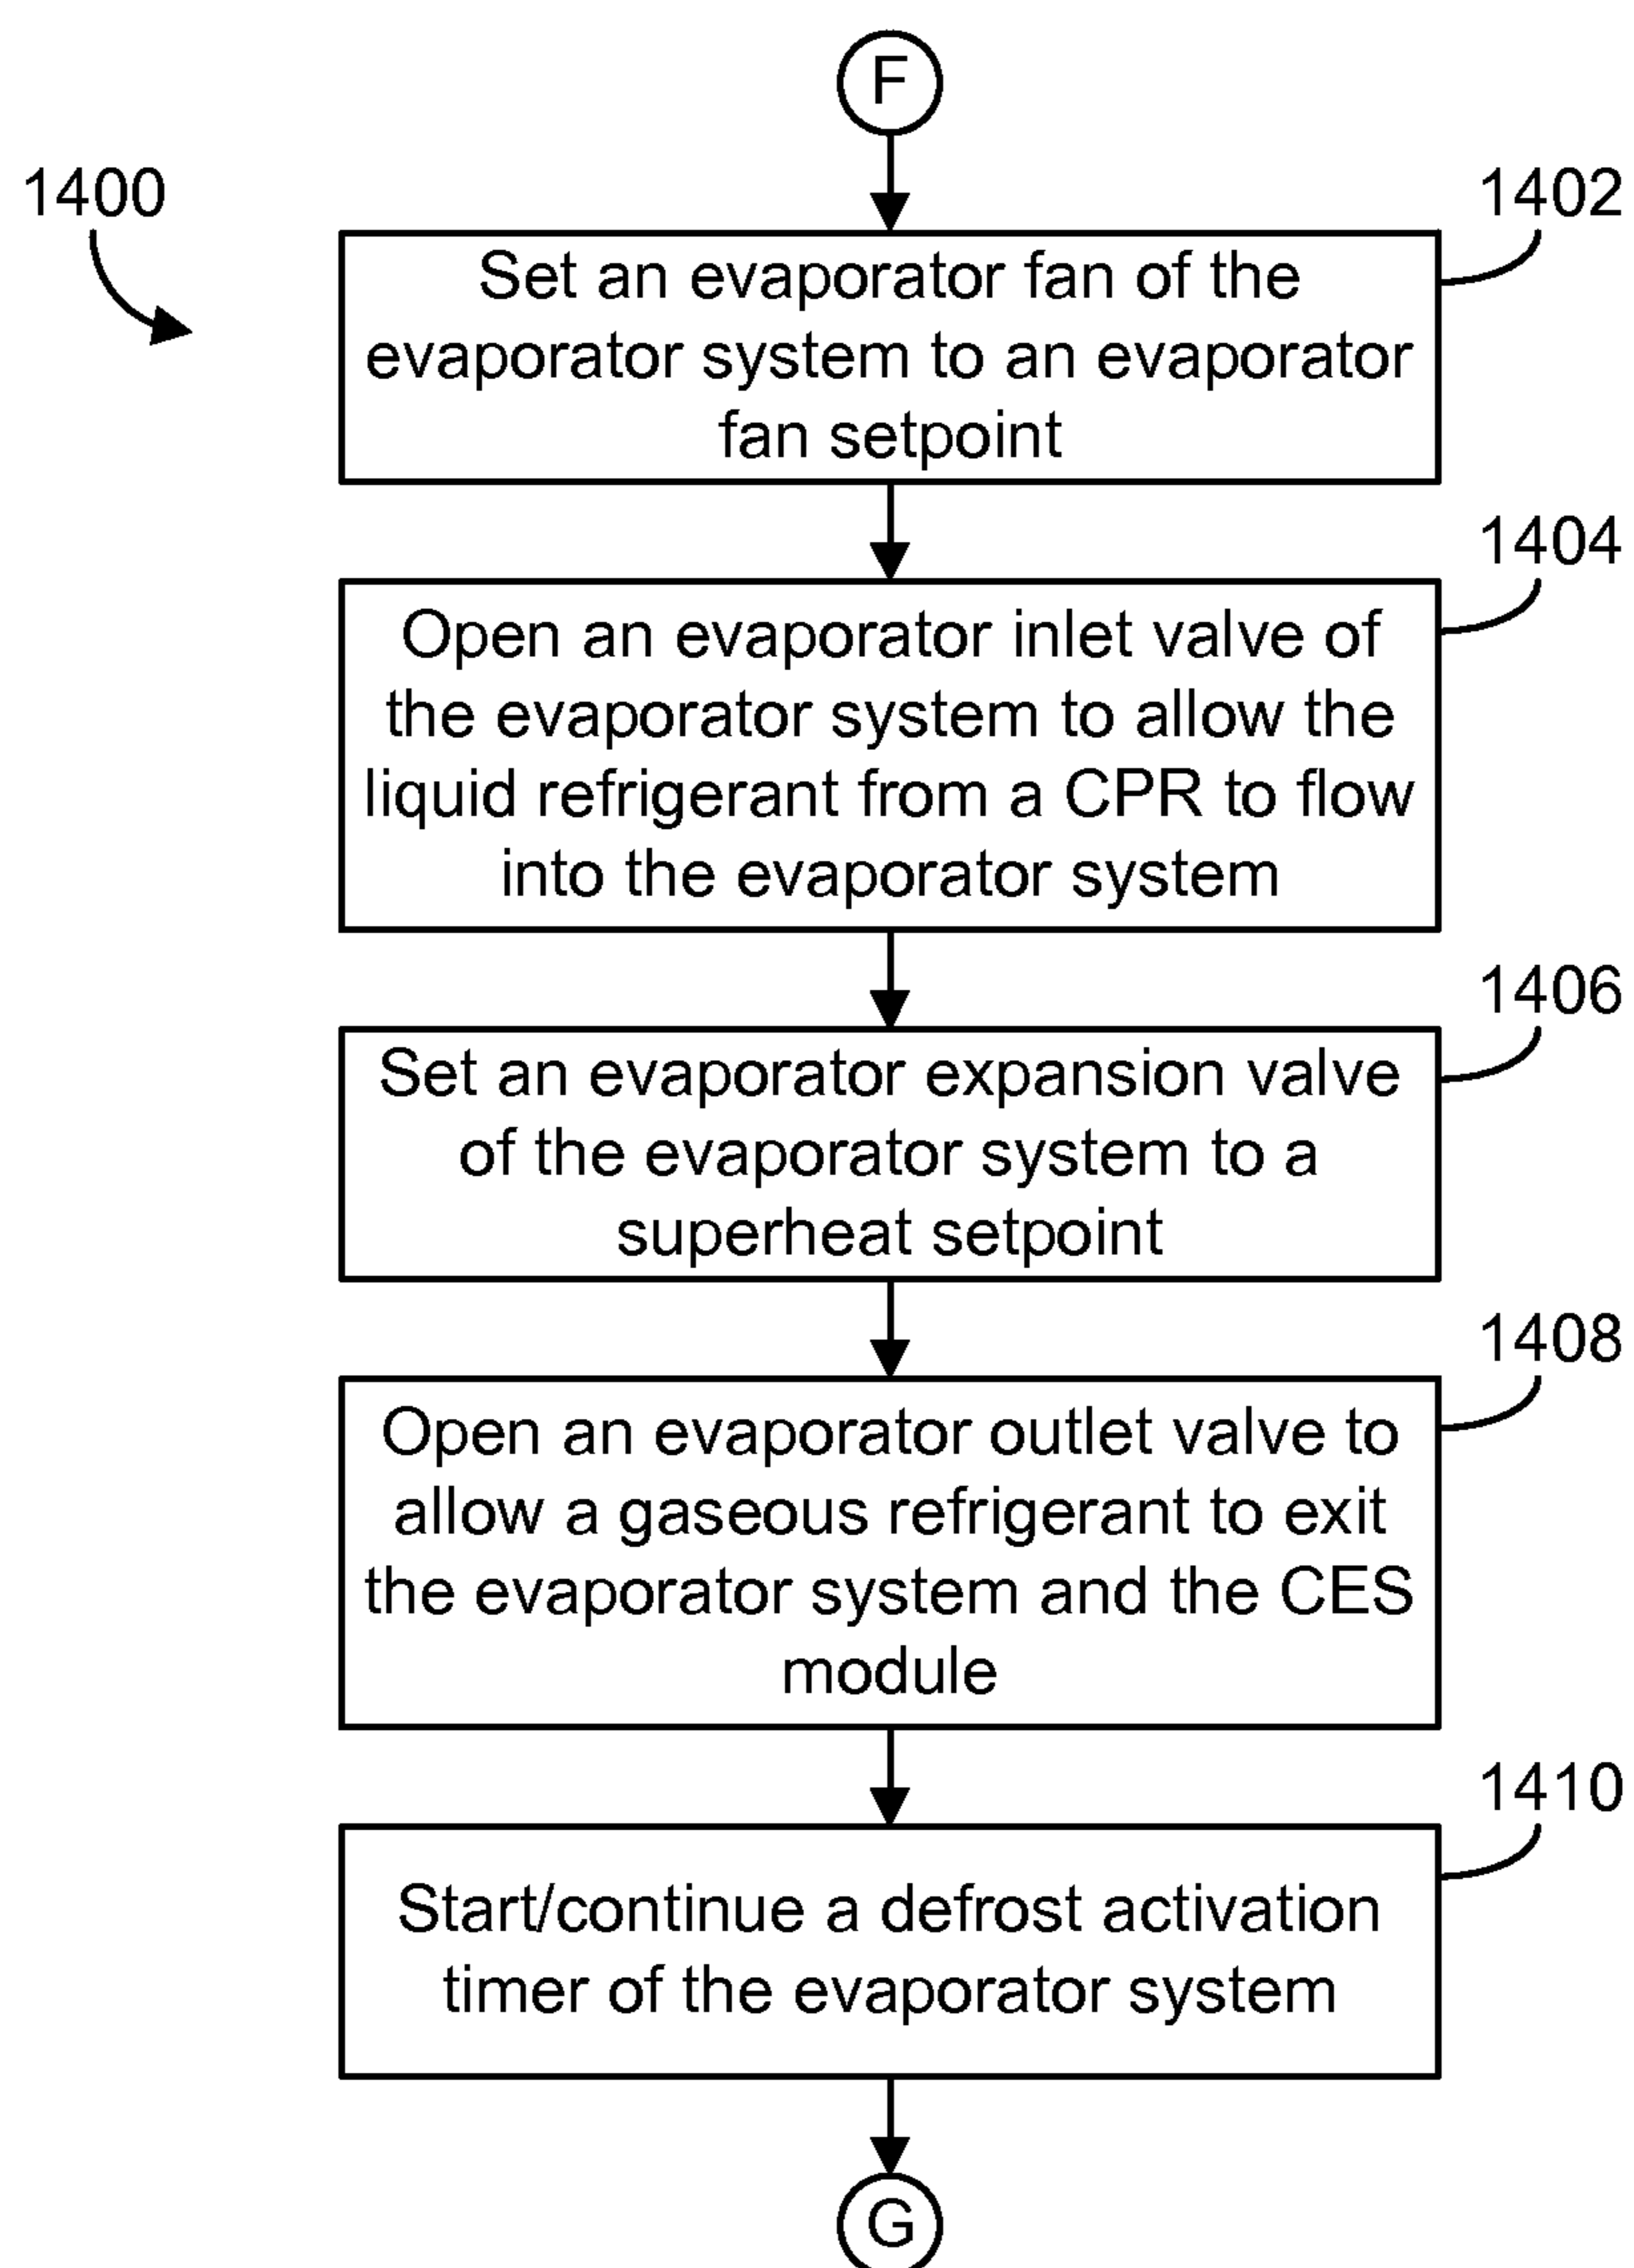 F
1400
1402
Set an evaporator fan of the
evaporator system to an evaporator
fan setpoint
1404
Open an evaporator inlet valve of
the evaporator system to allow the
liquid refrigerant from a CPR to flow
into the evaporator system
1406
Set an evaporator expansion valve
of the evaporator system to a
superheat setpoint
1408
Open an evaporator outlet valve to
allow a gaseous refrigerant to exit
the evaporator system and the CES
module
1410
Start/continue a defrost activation
timer of the evaporator system
G